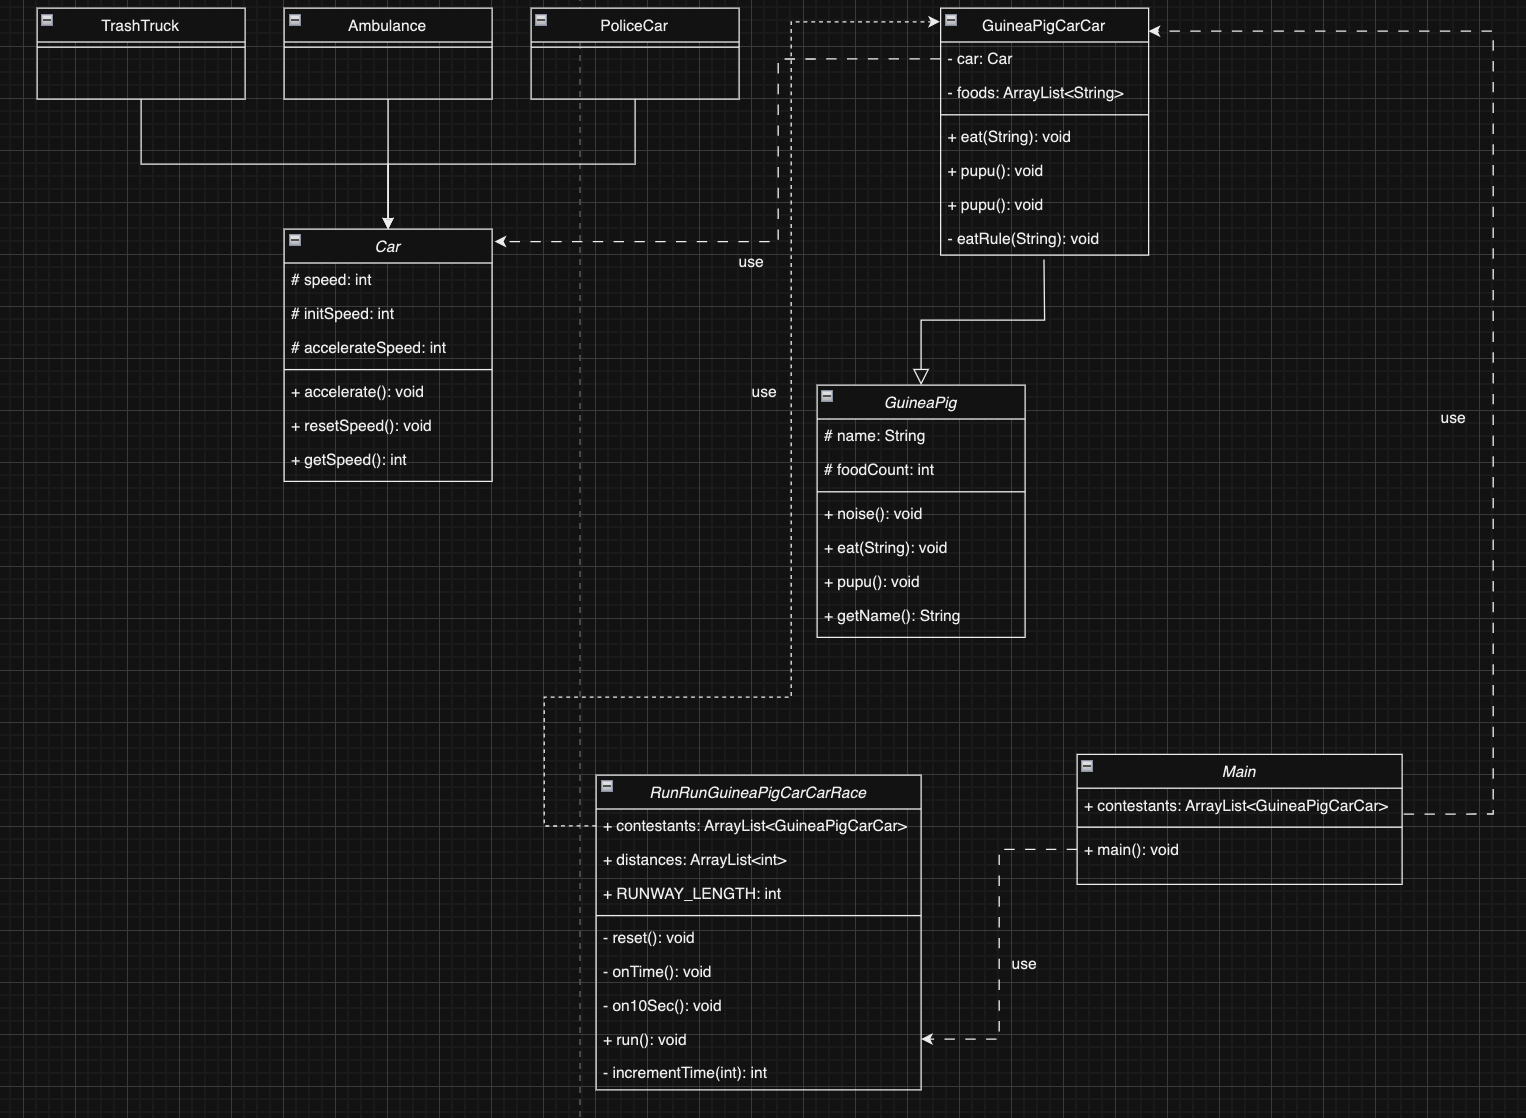 TrashTruck
Ambulance
PoliceCar
GuineaPigCarCar
- car: Car
- foods: ArrayList<String>
+ eat(String): void
+ pupu(): void
+ pupu(): void
- eatRule(String): void
use
Car
# speed: int
# initSpeed: int
# accelerateSpeed: int
+ accelerate(): void
+ resetSpeed(): void
+ getSpeed(): int
use
GuineaPig
# name: String
# foodCount: int
+ noise(): void
+ eat(String): void
+ pupu(): void
+ getName(): String
use
RunRunGuineaPigCarCarRace
+ contestants: ArrayList<GuineaPigCarCar>
+ distances: ArrayList<int>
+ RUNWAY_LENGTH: int
- reset(): void
- onTime(): void
- on10Sec(): void
+ run(): void
- incrementTime(int): int
Main
+ contestants: ArrayList<GuineaPigCarCar>
+ main(): void
use